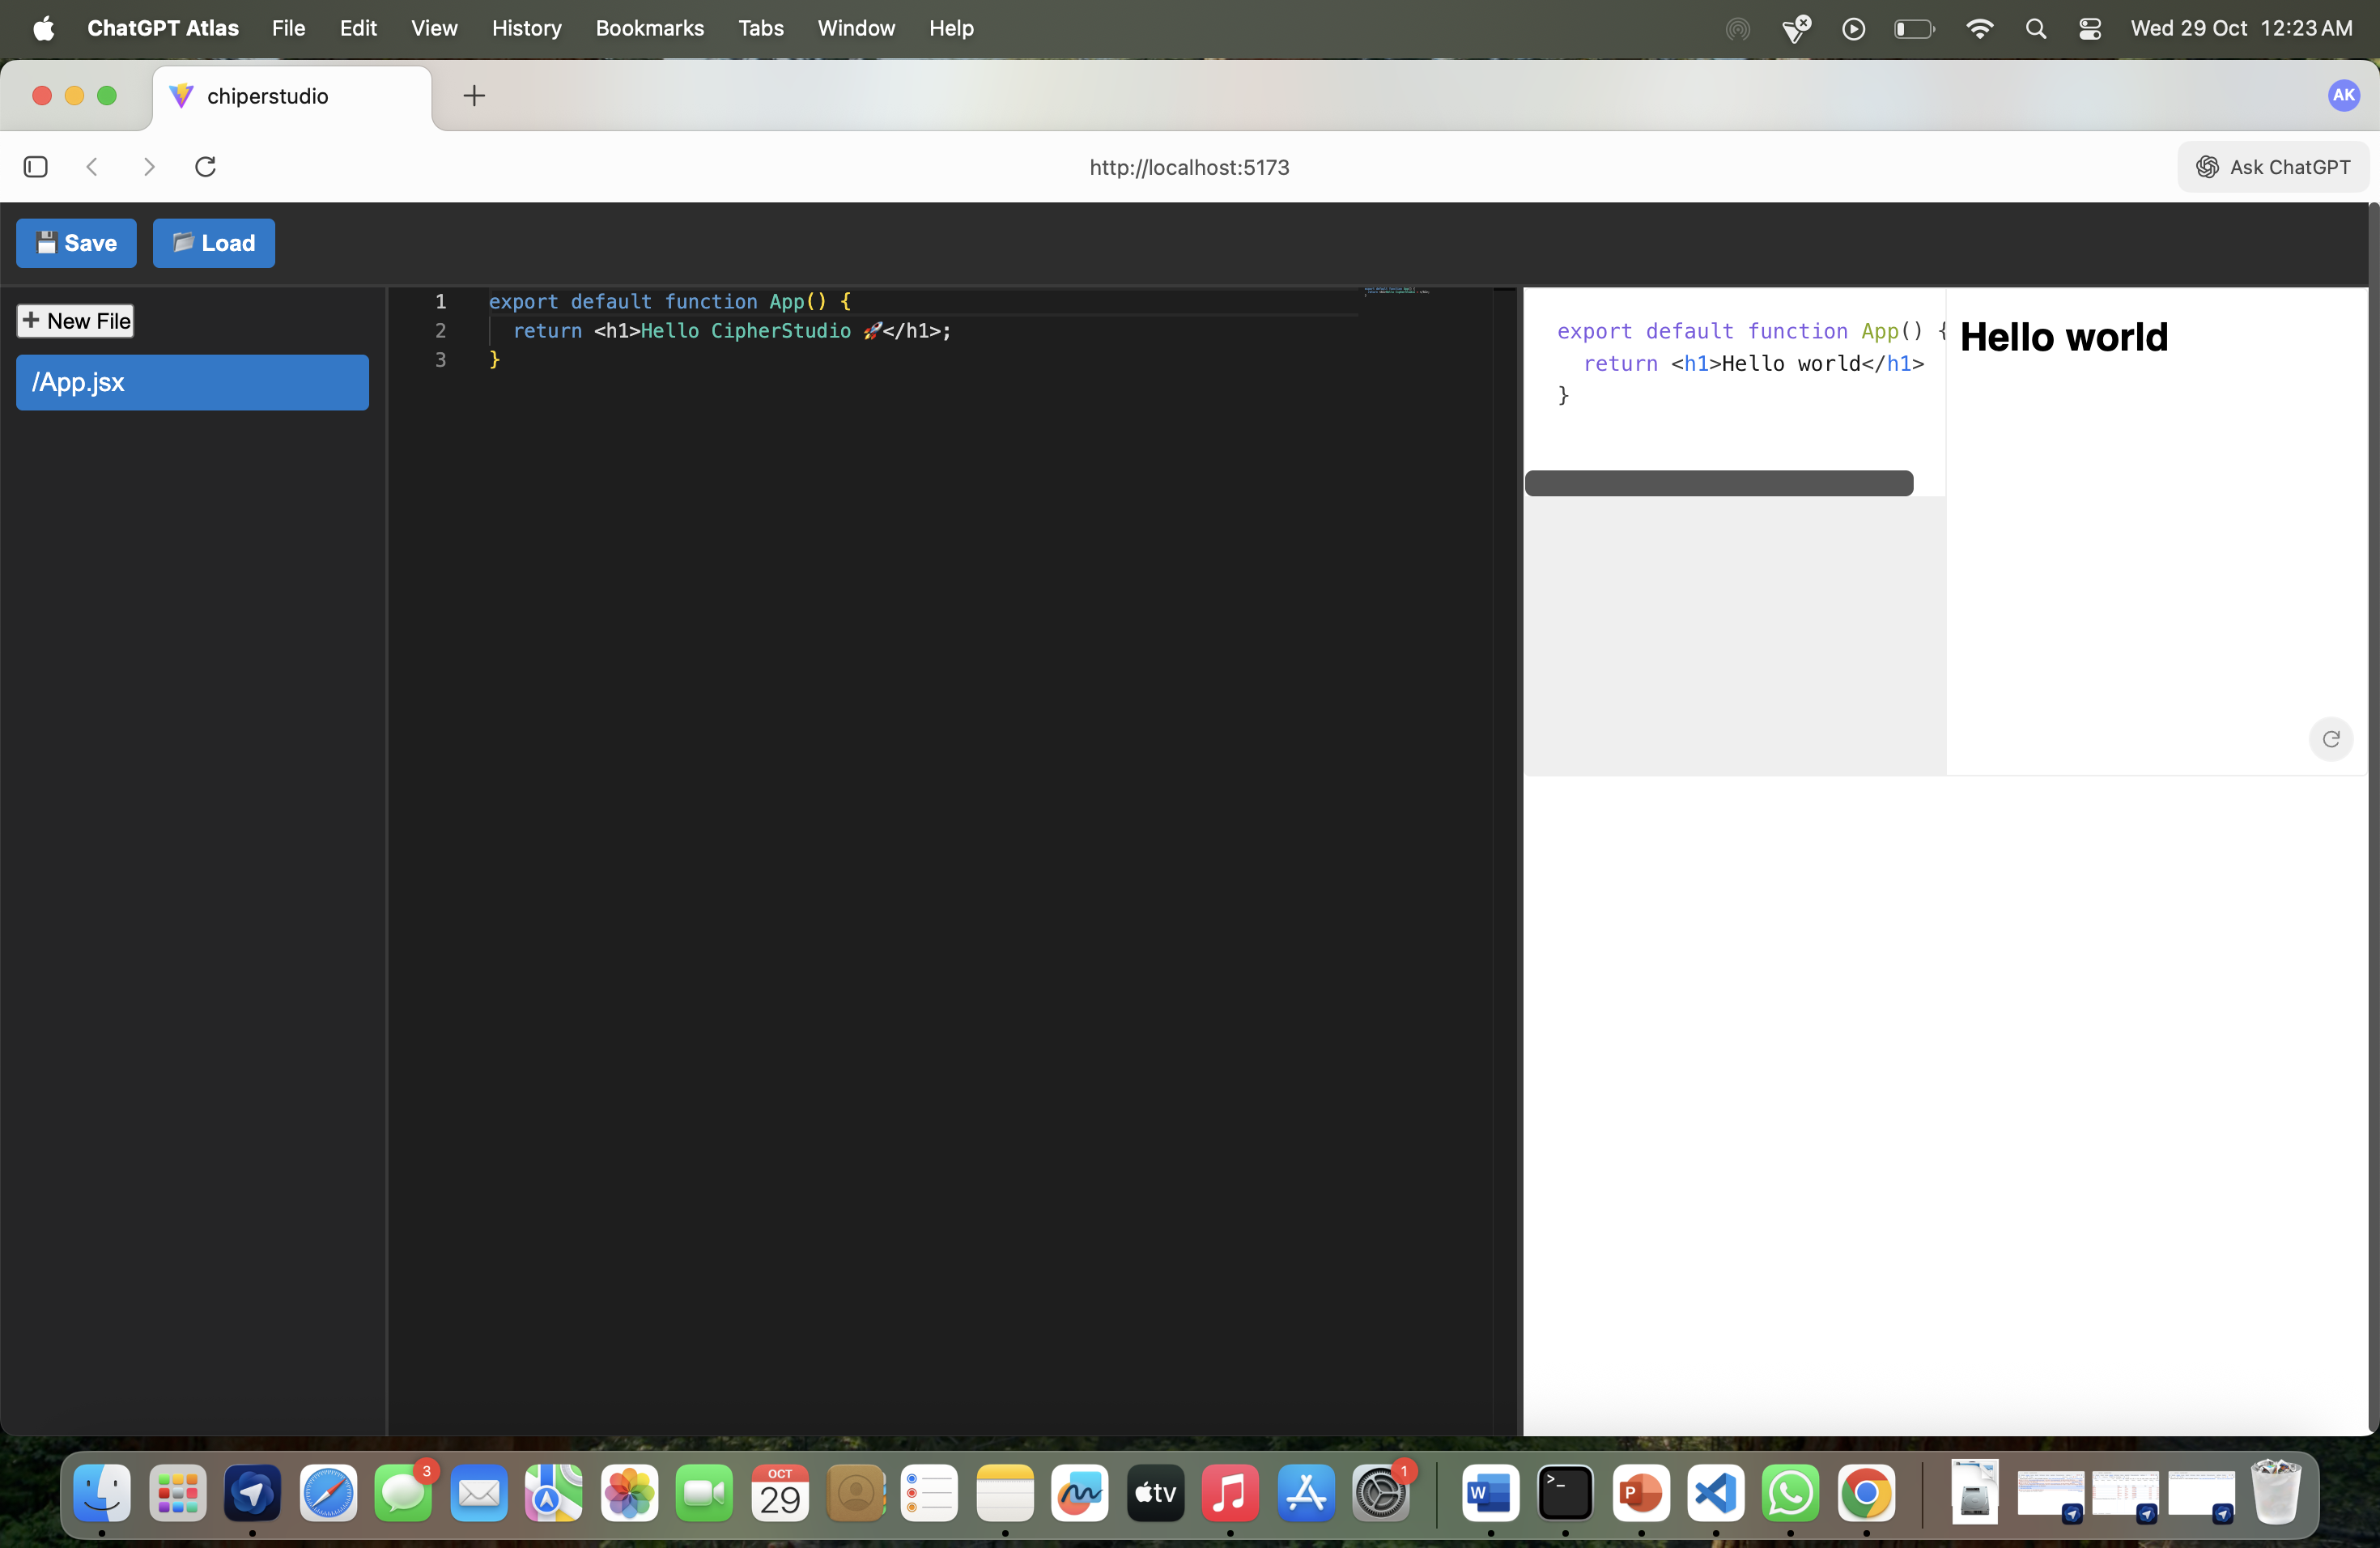 ChatGPT Atlas File Edit View History Bookmarks Tabs Window Help Wed 29 Oct 12:23 AM
chiperstudio
AK
http://localhost:5173
Ask ChatGPT
💾 Save 📂 Load
+ New File
/App.jsx
1 export default function App() {
2 return <h1>Hello CipherStudio 🚀</h1>;
3 }
export default function App() {
return <h1>Hello world</h1>
}
Hello world
3
OCT
29
tv
1
W
>_
P